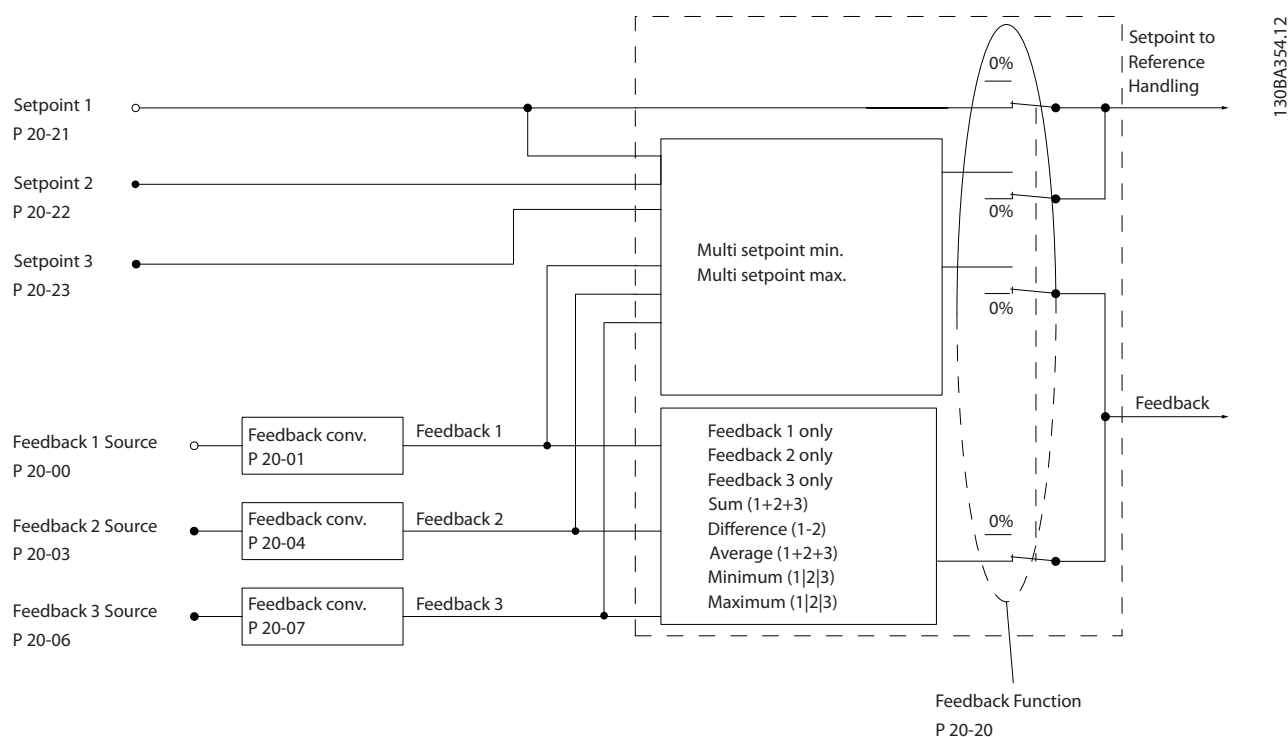 130BA354.12
Setpoint to
Reference
Handling
0%
Setpoint 1
P 20-21
Setpoint 2
P 20-22
0%
Setpoint 3
P 20-23
Multi setpoint min.
Multi setpoint max.
0%
Feedback
Feedback 1 Source
P 20-00
Feedback conv.
P 20-01
Feedback 1
Feedback 2 Source
P 20-03
Feedback conv.
P 20-04
Feedback 2
Feedback 3 Source
P 20-06
Feedback conv.
P 20-07
Feedback 3
Feedback 1 only
Feedback 2 only
Feedback 3 only
Sum (1+2+3)
Difference (1-2)
Average (1+2+3)
Minimum (1|2|3)
Maximum (1|2|3)
0%
Feedback Function
P 20-20